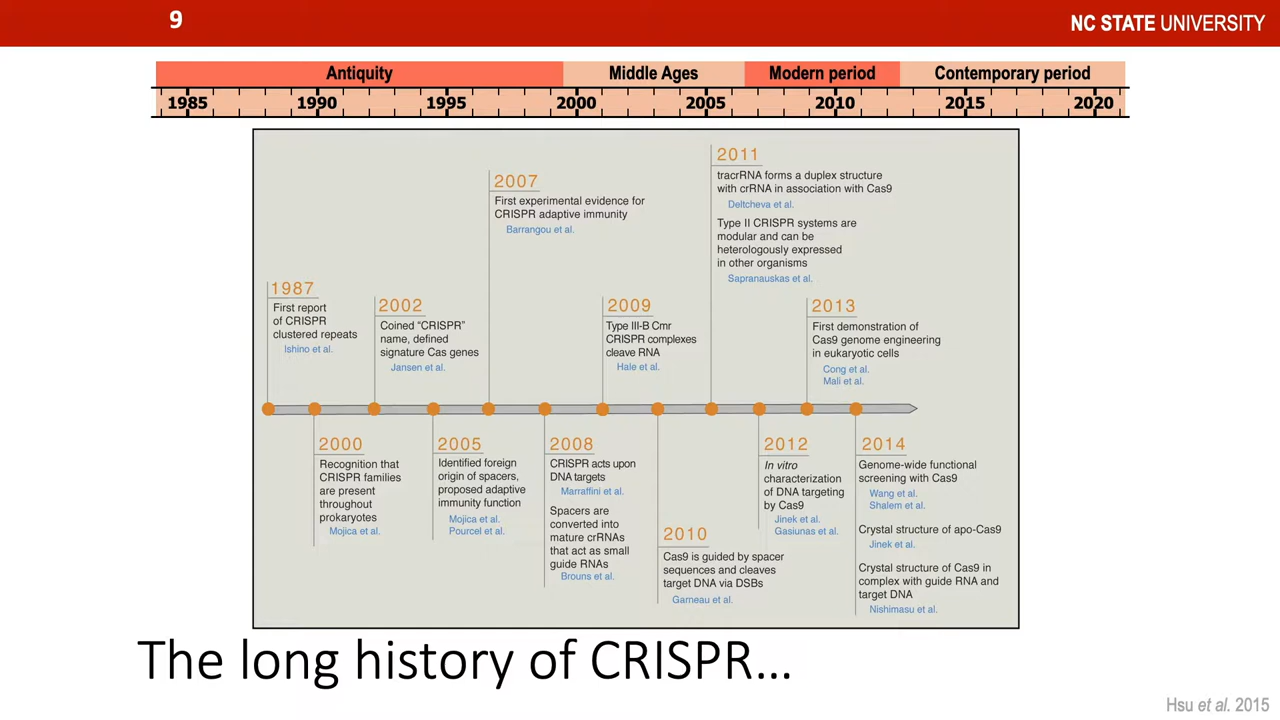 9
NC STATE UNIVERSITY
Antiquity Middle Ages Modern period Contemporary period
1985 1990 1995 2000 2005 2010 2015 2020
1987
First report
of CRISPR
clustered repeats
Ishino et al.
2002
Coined “CRISPR”
name, defined
signature Cas genes
Jansen et al.
2007
First experimental evidence for
CRISPR adaptive immunity
Barrangou et al.
2009
Type III-B Cmr
CRISPR complexes
cleave RNA
Hale et al.
2011
tracrRNA forms a duplex structure
with crRNA in association with Cas9
Deltcheva et al.
Type II CRISPR systems are
modular and can be
heterologously expressed
in other organisms
Sapranauskas et al.
2013
First demonstration of
Cas9 genome engineering
in eukaryotic cells
Cong et al.
Mali et al.
2000
Recognition that
CRISPR families
are present
throughout
prokaryotes
Mojica et al.
2005
Identified foreign
origin of spacers,
proposed adaptive
immunity function
Mojica et al.
Pourcel et al.
2008
CRISPR acts upon
DNA targets
Marraffini et al.
Spacers are
converted into
mature crRNAs
that act as small
guide RNAs
Brouns et al.
2010
Cas9 is guided by spacer
sequences and cleaves
target DNA via DSBs
Garneau et al.
2012
In vitro
characterization
of DNA targeting
by Cas9
Jinek et al.
Gasiunas et al.
2014
Genome-wide functional
screening with Cas9
Wang et al.
Shalem et al.
Crystal structure of apo-Cas9
Jinek et al.
Crystal structure of Cas9 in
complex with guide RNA and
target DNA
Nishimasu et al.
The long history of CRISPR…
Hsu et al. 2015